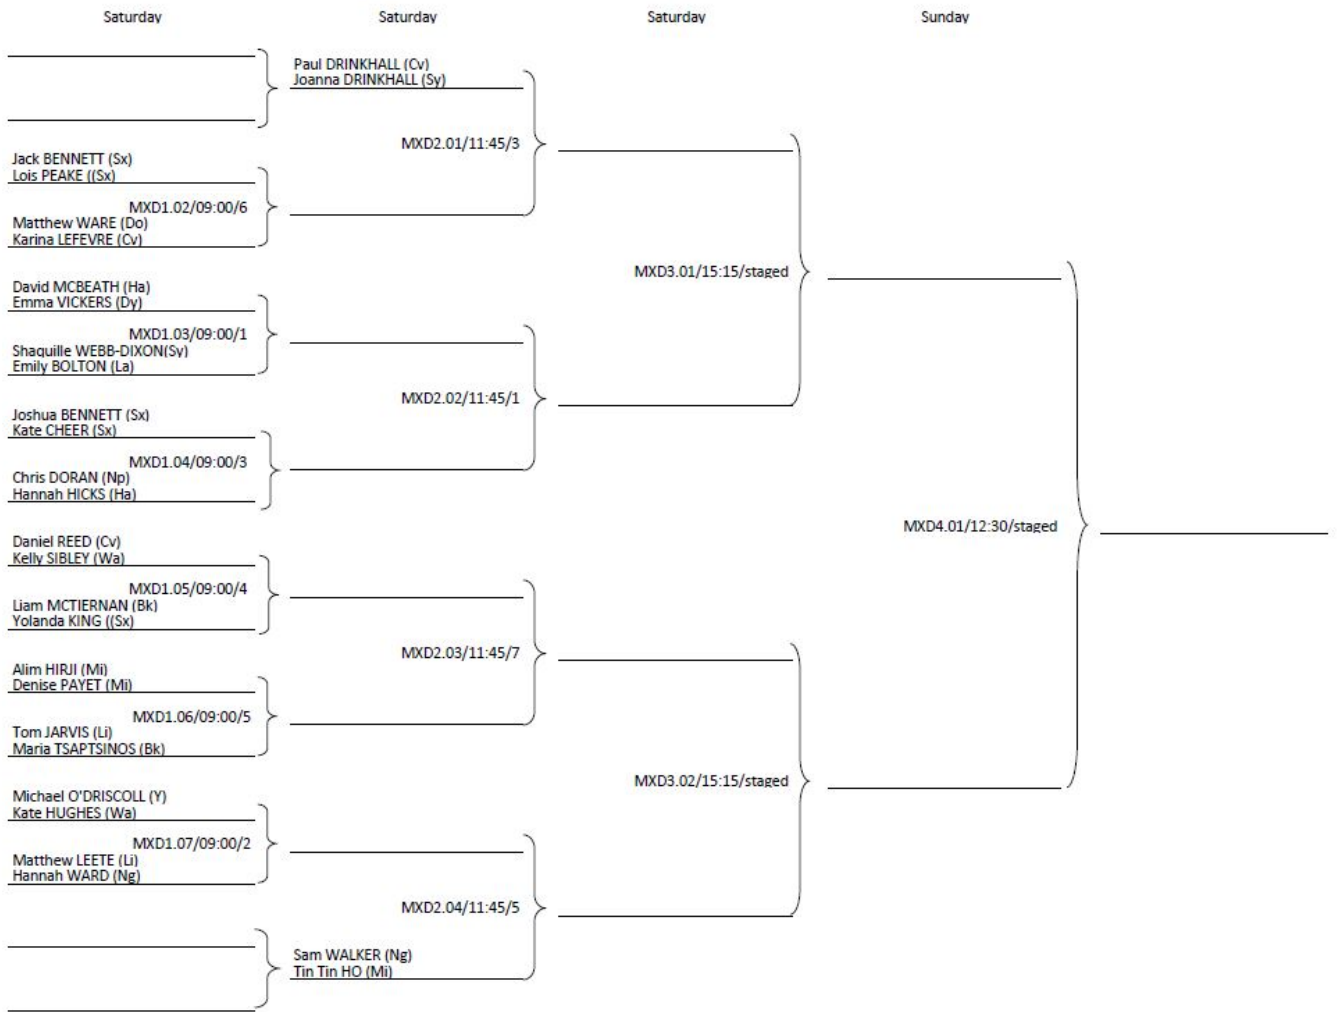 Saturday
Saturday
Saturday
Sunday
Paul DRINKHALL (Cv)
Joanna DRINKHALL (Sy)
MXD2.01/11:45/3
Jack BENNETT (Sx)
Lois PEAKE ((Sx)
MXD1.02/09:00/6
Matthew WARE (Do)
Karina LEFEVRE (Cv)
MXD3.01/15:15/staged
David MCBEATH (Ha)
Emma VICKERS (Dy)
MXD1.03/09:00/1
Shaquille WEBB-DIXON(Sy)
Emily BOLTON (La)
MXD2.02/11:45/1
Joshua BENNETT (Sx)
Kate CHEER (Sx)
MXD1.04/09:00/3
Chris DORAN (Np)
Hannah HICKS (Ha)
MXD4.01/12:30/staged
Daniel REED (Cv)
Kelly SIBLEY (Wa)
MXD1.05/09:00/4
Liam MCTIERNAN (Bk)
Yolanda KING ((Sx)
MXD2.03/11:45/7
Alim HIRJI (Mi)
Denise PAYET (Mi)
MXD1.06/09:00/5
Tom JARVIS (Li)
Maria TSAPTSINOS (Bk)
MXD3.02/15:15/staged
Michael O'DRISCOLL (Y)
Kate HUGHES (Wa)
MXD1.07/09:00/2
Matthew LEETE (Li)
Hannah WARD (Ng)
MXD2.04/11:45/5
Sam WALKER (Ng)
Tin Tin HO (Mi)